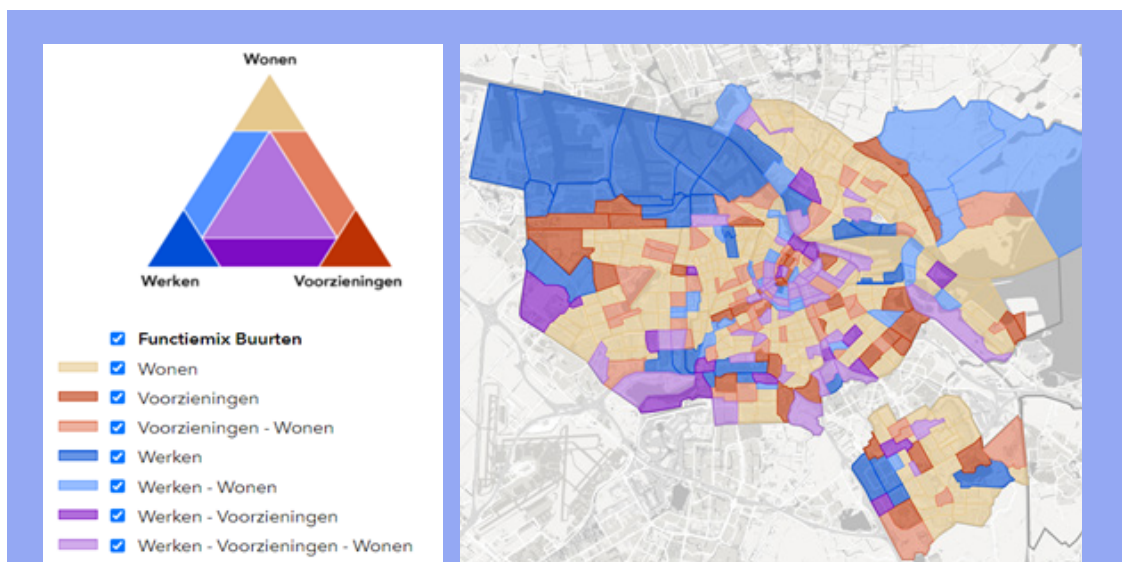 Wonen
Werken
Voorzieningen
Functiemix Buurten
Wonen
Voorzieningen
Voorzieningen - Wonen
Werken
Werken - Wonen
Werken - Voorzieningen
Werken - Voorzieningen - Wonen